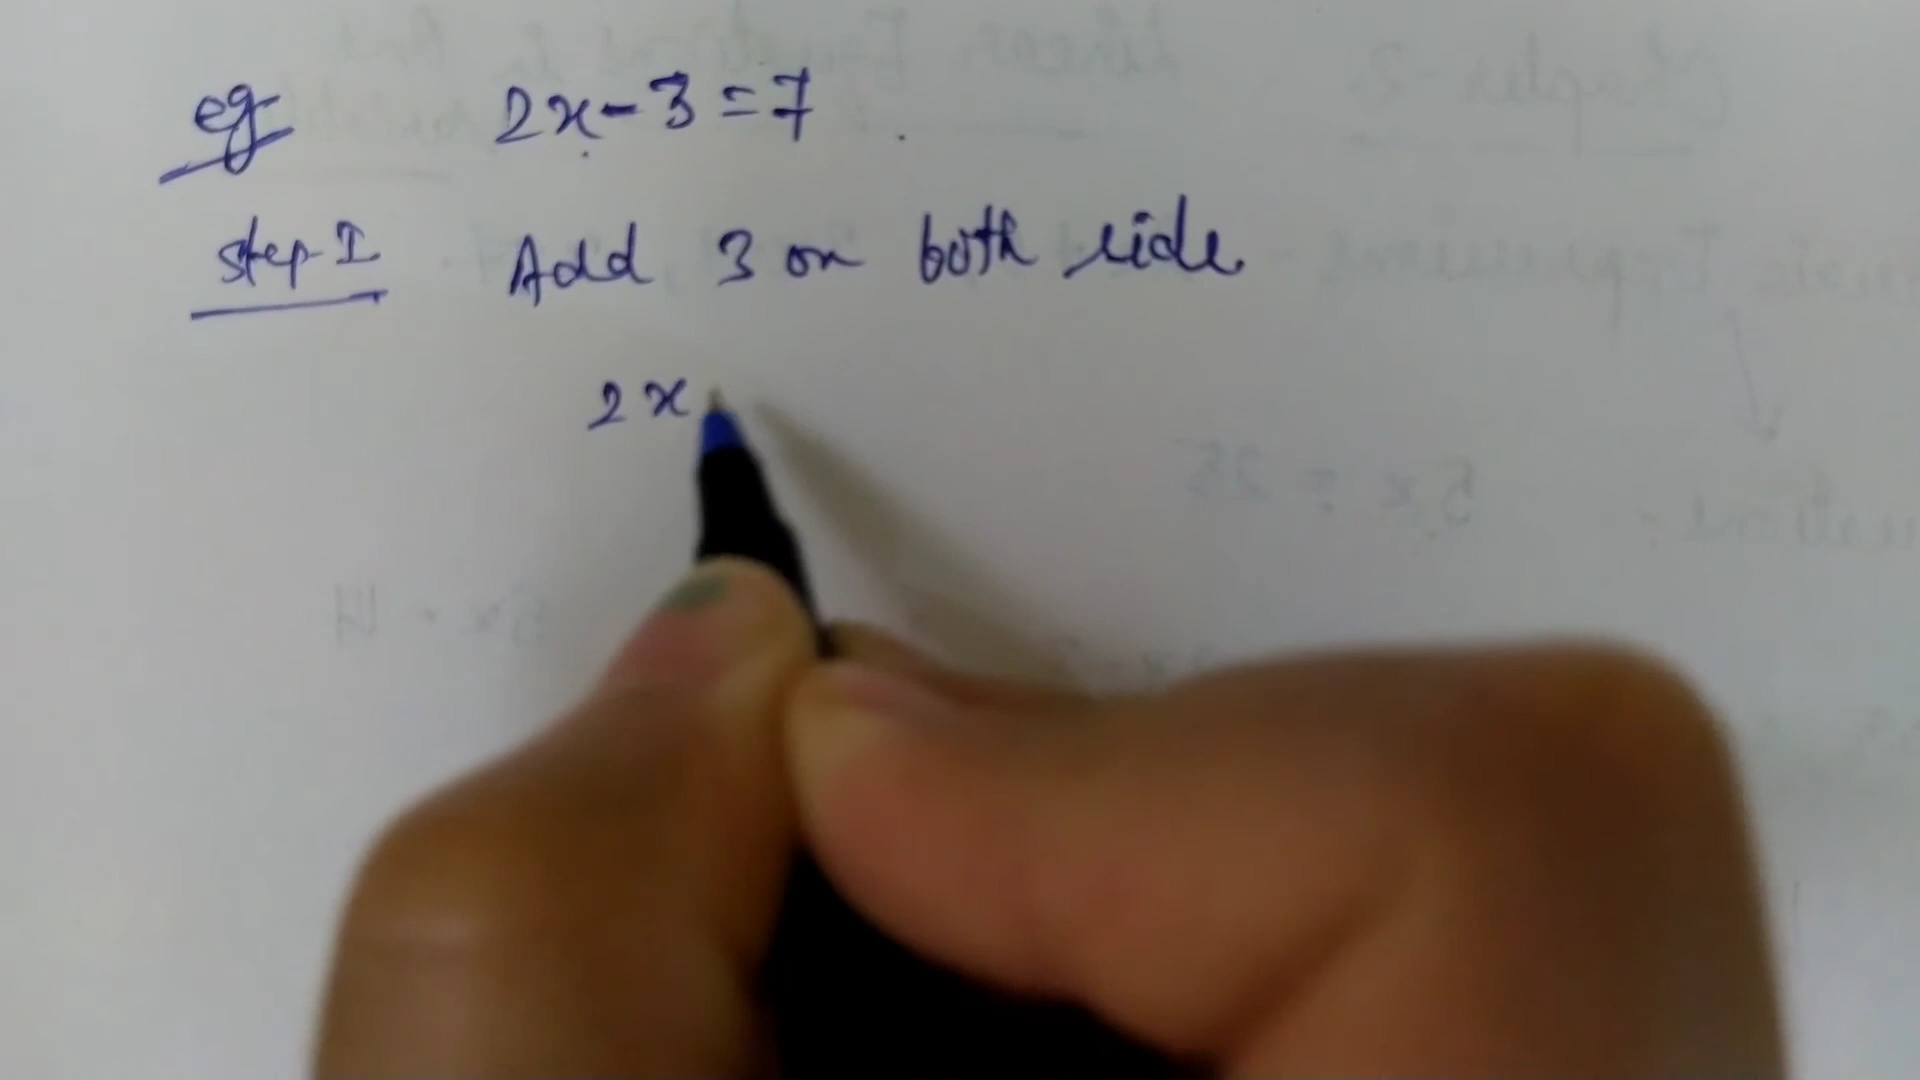 eg 2x-3=7
step-I Add 3 on both side
2x